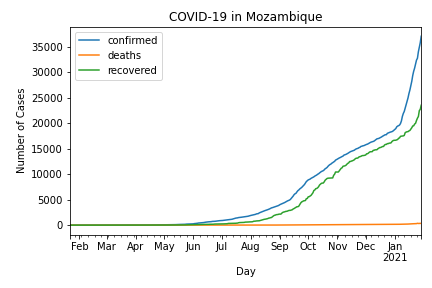 COVID-19 in Mozambique
confirmed
deaths
recovered
Number of Cases
35000
30000
25000
20000
15000
10000
5000
0
Feb Mar Apr May Jun Jul Aug Sep Oct Nov Dec Jan
2021
Day